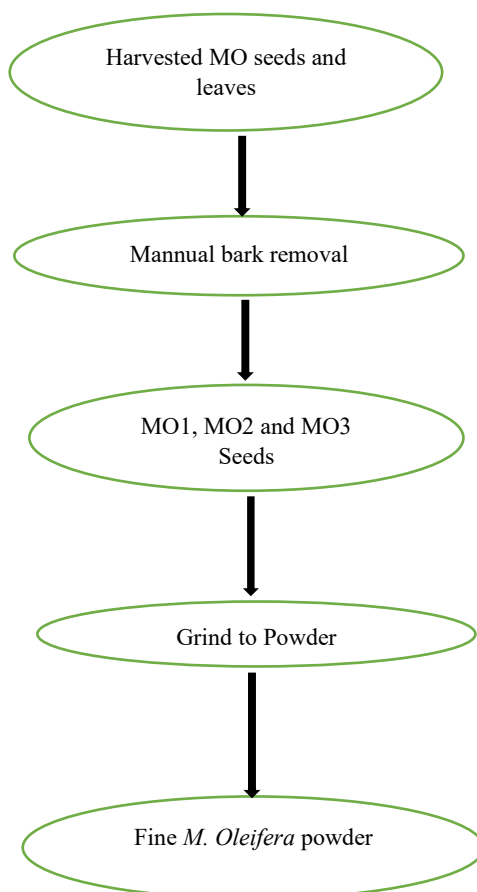 Harvested MO seeds and
leaves
Mannual bark removal
MO1, MO2 and MO3
Seeds
Grind to Powder
Fine M. Oleifera powder